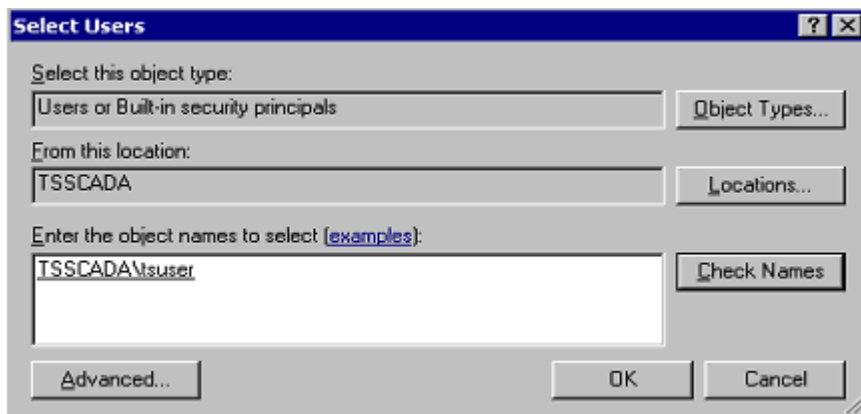 Select Users
Select this object type:
Users or Built-in security principals
Object Types...
From this location:
TSSCADA
Locations...
Enter the object names to select (examples):
TSSCADA\tsuser
Check Names
Advanced...
OK
Cancel